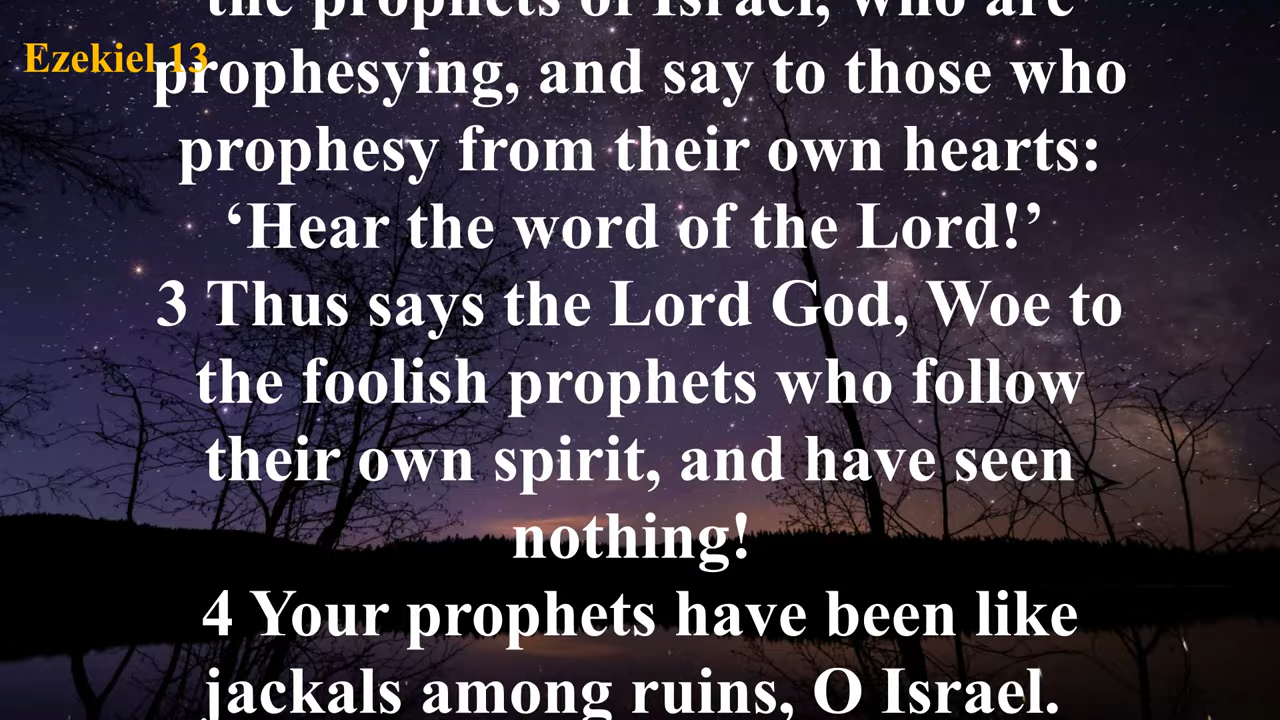 the prophets of Israel, who are
Ezekiel 13
prophesying, and say to those who
prophesy from their own hearts:
‘Hear the word of the Lord!’
3 Thus says the Lord God, Woe to
the foolish prophets who follow
their own spirit, and have seen
nothing!
4 Your prophets have been like
jackals among ruins, O Israel.